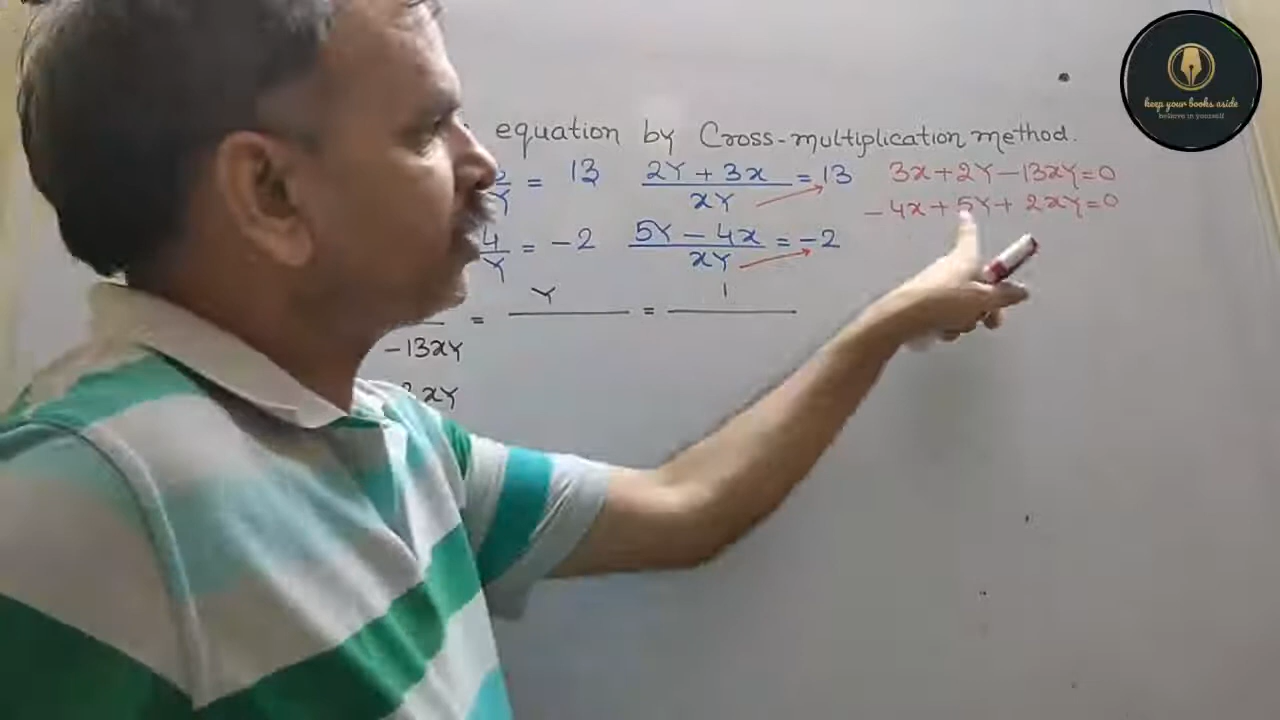 equation by Cross-multiplication method.
/Y = 13
2Y + 3x / xY = 13
3x + 2Y - 13xY = 0
- 4x + 5Y + 2xY = 0
4/Y = -2
5Y - 4x / xY = -2
= Y = 1
-13xY
2xY
keep your books aside
believe in yourself